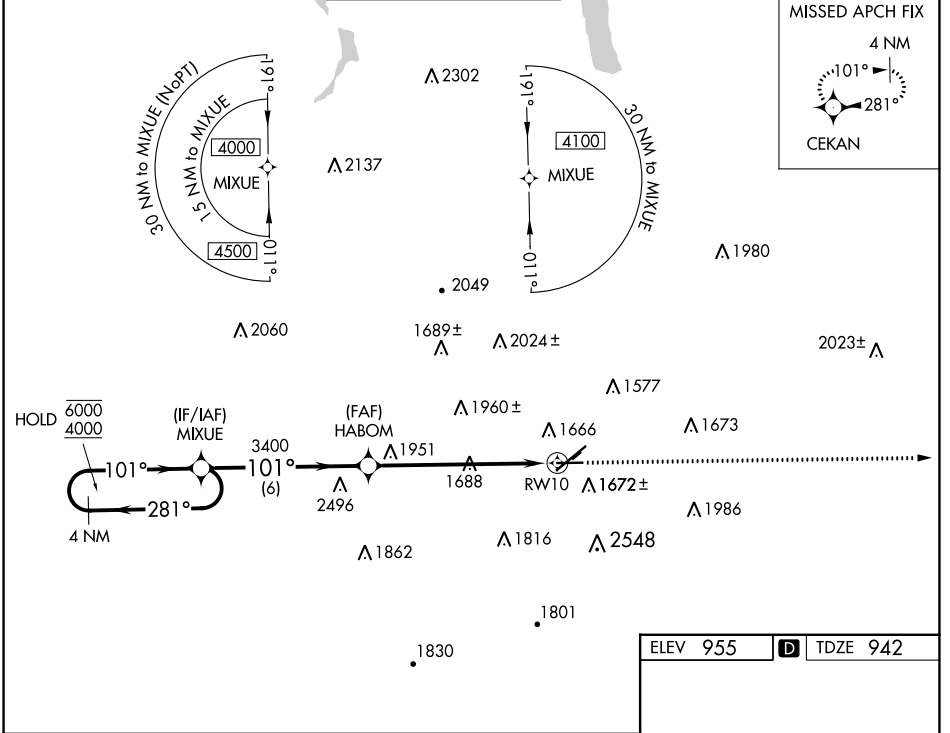 MISSED APCH FIX
4 NM
101°
281°
CEKAN
2302
191°
30 NM to MIXUE (NoPT)
15 NM to MIXUE
4000
MIXUE
4500
011°
2137
191°
4100
MIXUE
30 NM to MIXUE
011°
1980
2049
2060
1689±
2024±
2023±
1577
1960±
1666
1673
HOLD
6000
4000
(IF/IAF)
MIXUE
3400
101°
(6)
(FAF)
HABOM
1951
101°
281°
4 NM
2496
1688
RW10
1672±
1986
1862
1816
2548
1801
1830
ELEV 955
D
TDZE 942